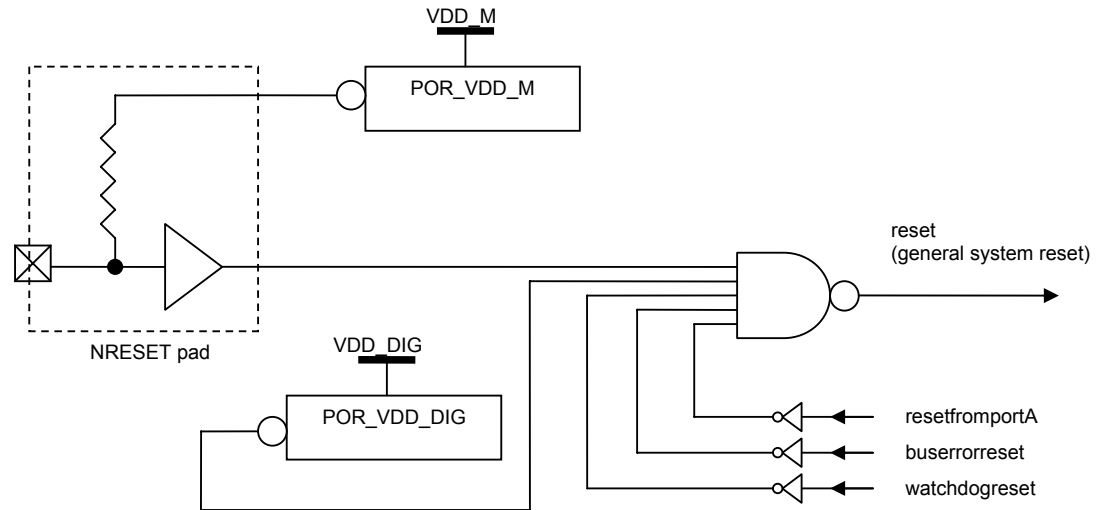 VDD_M
POR_VDD_M
reset
(general system reset)
NRESET pad
VDD_DIG
POR_VDD_DIG
resetfromportA
buserrorreset
watchdogreset